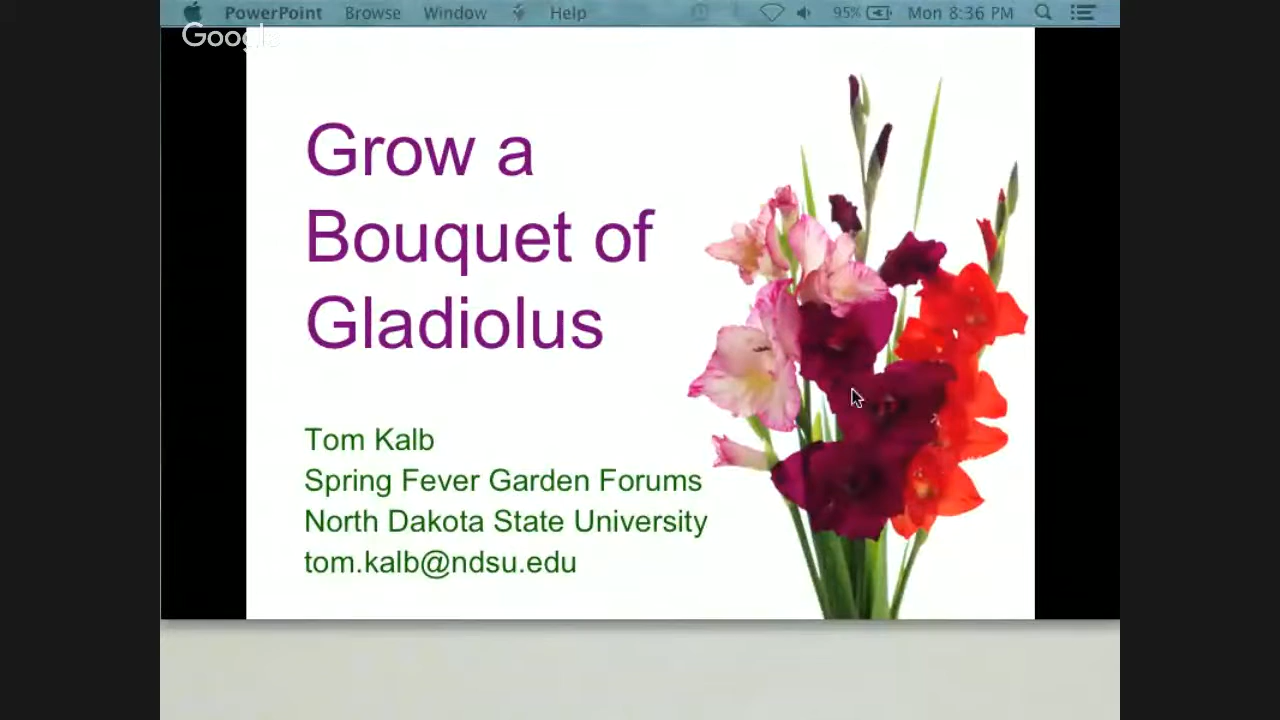 PowerPoint Browse Window Help 95% Mon 8:36 PM
Google
Grow a
Bouquet of
Gladiolus
Tom Kalb
Spring Fever Garden Forums
North Dakota State University
tom.kalb@ndsu.edu